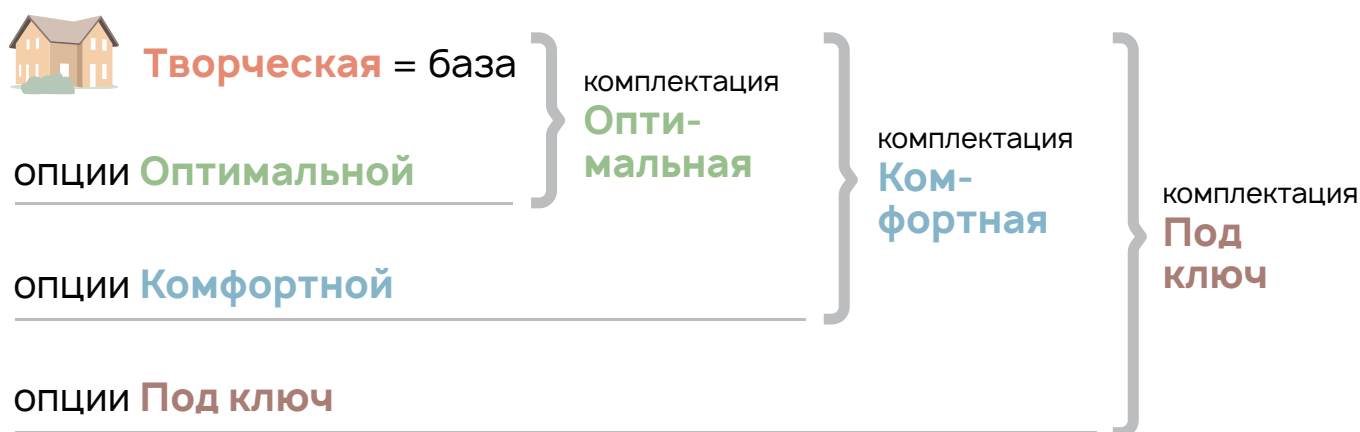 Творческая = база
опции Оптимальной
опции Комфортной
опции Под ключ
комплектация
Опти-
мальная
комплектация
Ком-
фортная
комплектация
Под
ключ